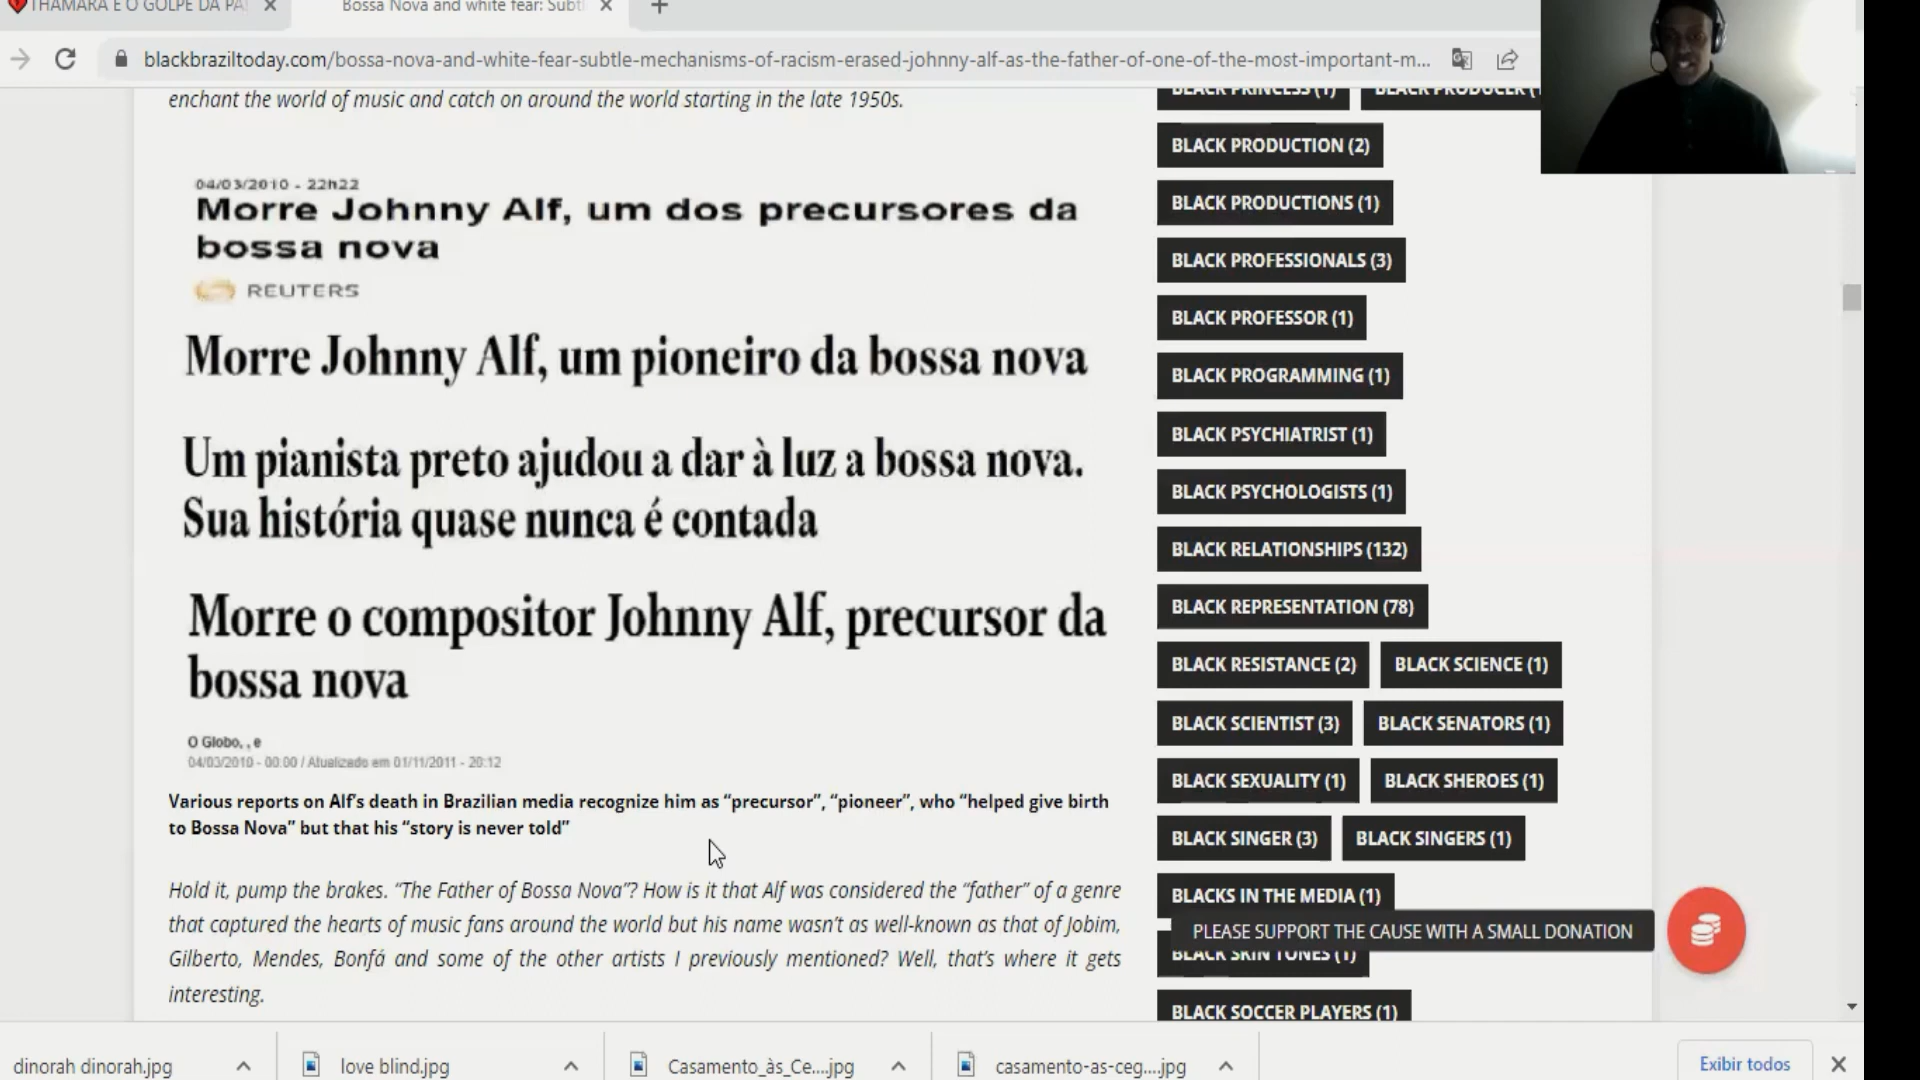 THAMARA E O GOLPE DA PA
Bossa Nova and white fear: Subt
blackbraziltoday.com/bossa-nova-and-white-fear-subtle-mechanisms-of-racism-erased-johnny-alf-as-the-father-of-one-of-the-most-important-m...
enchant the world of music and catch on around the world starting in the late 1950s.
04/03/2010 - 22h22
Morre Johnny Alf, um dos precursores da
bossa nova
REUTERS
Morre Johnny Alf, um pioneiro da bossa nova
Um pianista preto ajudou a dar à luz a bossa nova.
Sua história quase nunca é contada
Morre o compositor Johnny Alf, precursor da
bossa nova
O Globo, , e
04/03/2010 - 00:00 / Atualizado em 01/11/2011 - 20:12
Various reports on Alf's death in Brazilian media recognize him as “precursor”, “pioneer”, who “helped give birth
to Bossa Nova” but that his “story is never told”
Hold it, pump the brakes. “The Father of Bossa Nova”? How is it that Alf was considered the “father” of a genre
that captured the hearts of music fans around the world but his name wasn't as well-known as that of Jobim,
Gilberto, Mendes, Bonfá and some of the other artists I previously mentioned? Well, that's where it gets
interesting.
BLACK PRINCESS (1) BLACK PRODUCER (
BLACK PRODUCTION (2)
BLACK PRODUCTIONS (1)
BLACK PROFESSIONALS (3)
BLACK PROFESSOR (1)
BLACK PROGRAMMING (1)
BLACK PSYCHIATRIST (1)
BLACK PSYCHOLOGISTS (1)
BLACK RELATIONSHIPS (132)
BLACK REPRESENTATION (78)
BLACK RESISTANCE (2) BLACK SCIENCE (1)
BLACK SCIENTIST (3) BLACK SENATORS (1)
BLACK SEXUALITY (1) BLACK SHEROES (1)
BLACK SINGER (3) BLACK SINGERS (1)
BLACKS IN THE MEDIA (1)
PLEASE SUPPORT THE CAUSE WITH A SMALL DONATION
BLACK SKIN TONES (1)
BLACK SOCCER PLAYERS (1)
dinorah dinorah.jpg
love blind.jpg
Casamento_às_Ce....jpg
casamento-as-ceg....jpg
Exibir todos